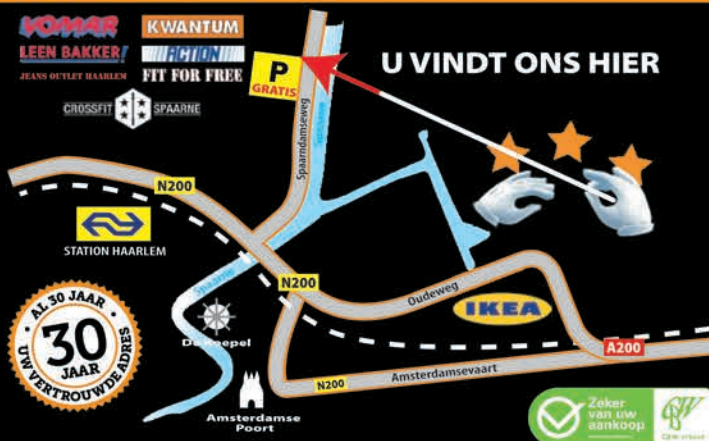 VOMAR
KWANTUM
LEEN BAKKER!
ACTION
JEANS OUTLET HAARLEM
FIT FOR FREE
CROSSFIT SPAARNE
P
GRATIS
U VINDT ONS HIER
Spaarndamseweg
N200
STATION HAARLEM
Spaarne
N200
Oudeweg
IKEA
De Koepel
AL 30 JAAR
30
JAAR
UW VERTROUWDE ADRES
A200
Amsterdamsevaart
N200
Amsterdamse
Poort
Zeker
van uw
aankoop
CBW